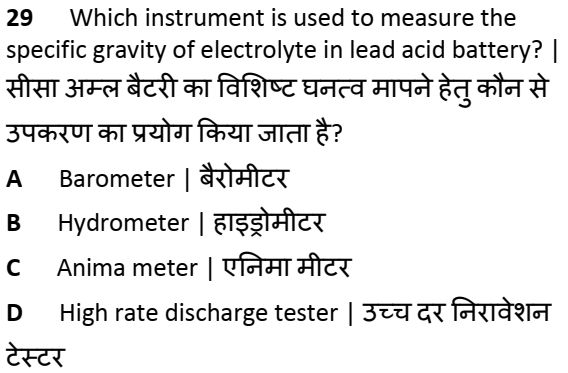 29 Which instrument is used to measure the
specific gravity of electrolyte in lead acid battery? |
सीसा अम्ल बैटरी का विशिष्ट घनत्व मापने हेतु कौन से
उपकरण का प्रयोग किया जाता है?
A Barometer | बैरोमीटर
B Hydrometer | हाइड्रोमीटर
C Anima meter | एनिमा मीटर
D High rate discharge tester | उच्च दर निरावेशन
टेस्टर